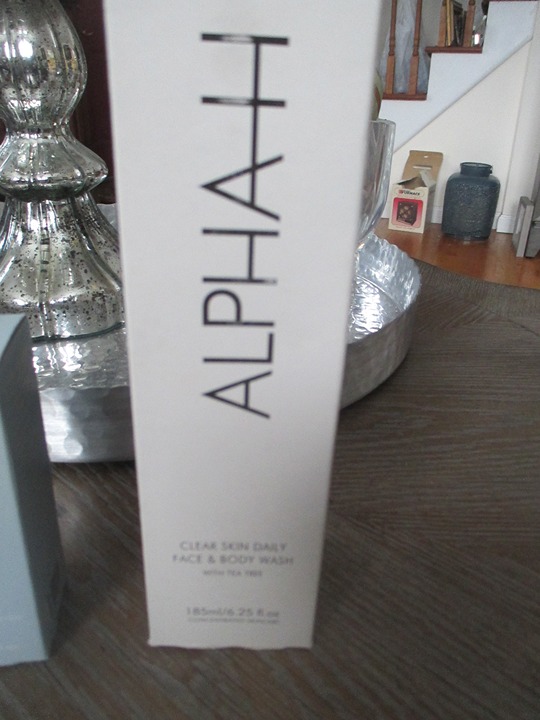 ALPHA-H
CLEAR SKIN DAILY
FACE & BODY WASH
WITH TEA TREE
185ml/6.25 fl oz